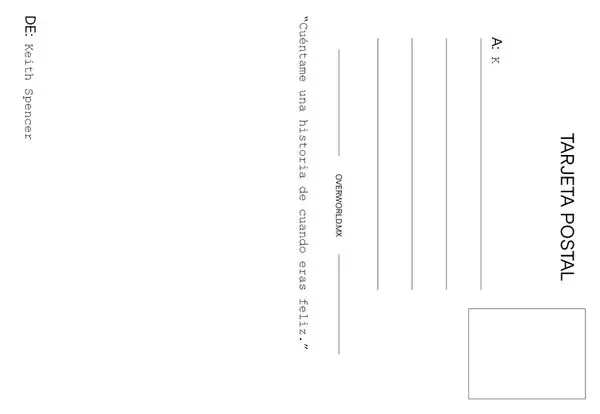 TARJETA POSTAL
A: K
OVERWORLD.MX
“Cuéntame una historia de cuando eras feliz.”
DE: Keith Spencer